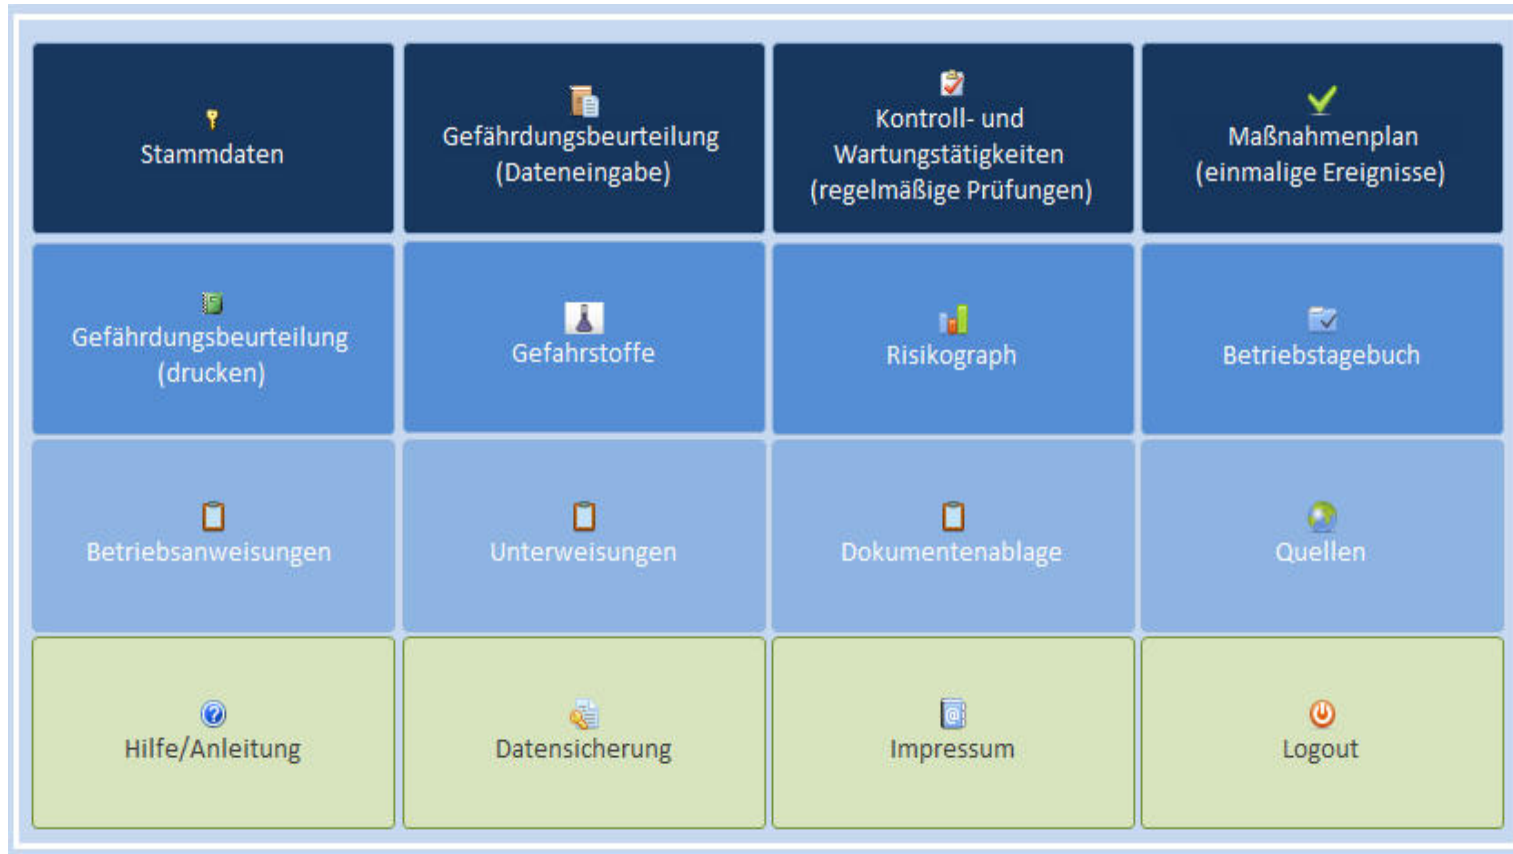 Stammdaten
Gefährdungsbeurteilung
(Dateneingabe)
Kontroll- und
Wartungstätigkeiten
(regelmäßige Prüfungen)
Maßnahmenplan
(einmalige Ereignisse)
Gefährdungsbeurteilung
(drucken)
Gefahrstoffe
Risikograph
Betriebstagebuch
Betriebsanweisungen
Unterweisungen
Dokumentenablage
Quellen
Hilfe/Anleitung
Datensicherung
Impressum
Logout